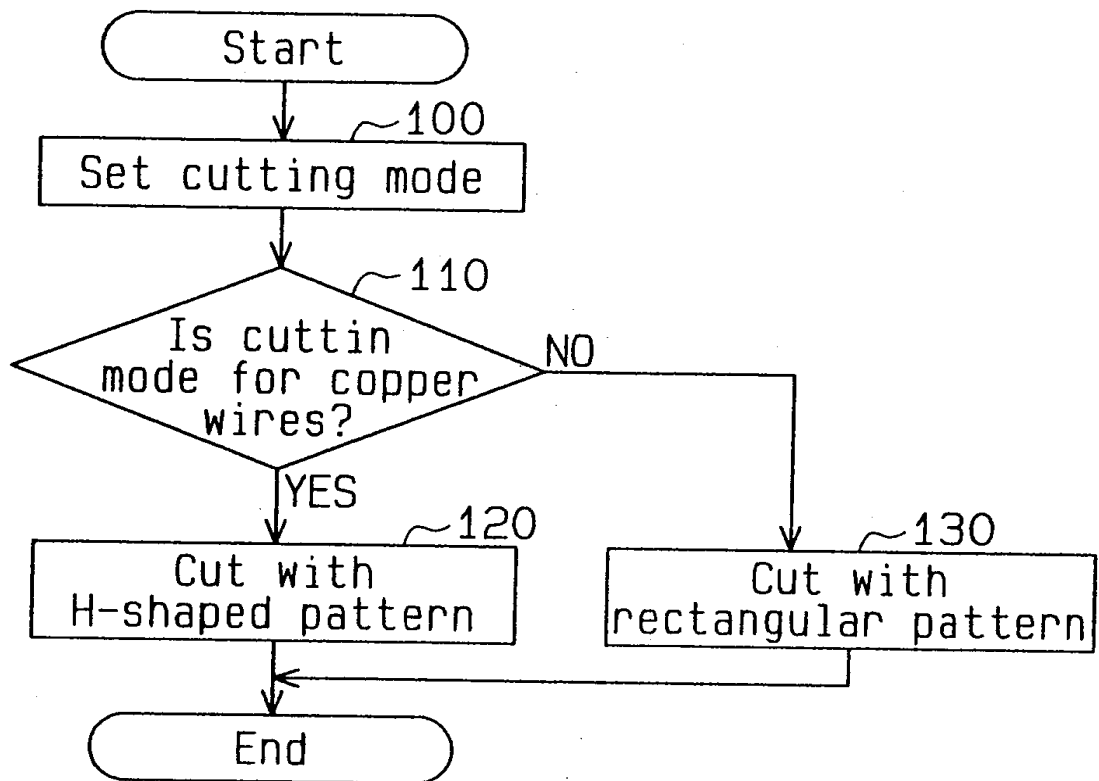 Start
100
Set cutting mode
110
Is cuttin
mode for copper
wires?
NO
YES
120
Cut with
H-shaped pattern
130
Cut with
rectangular pattern
End